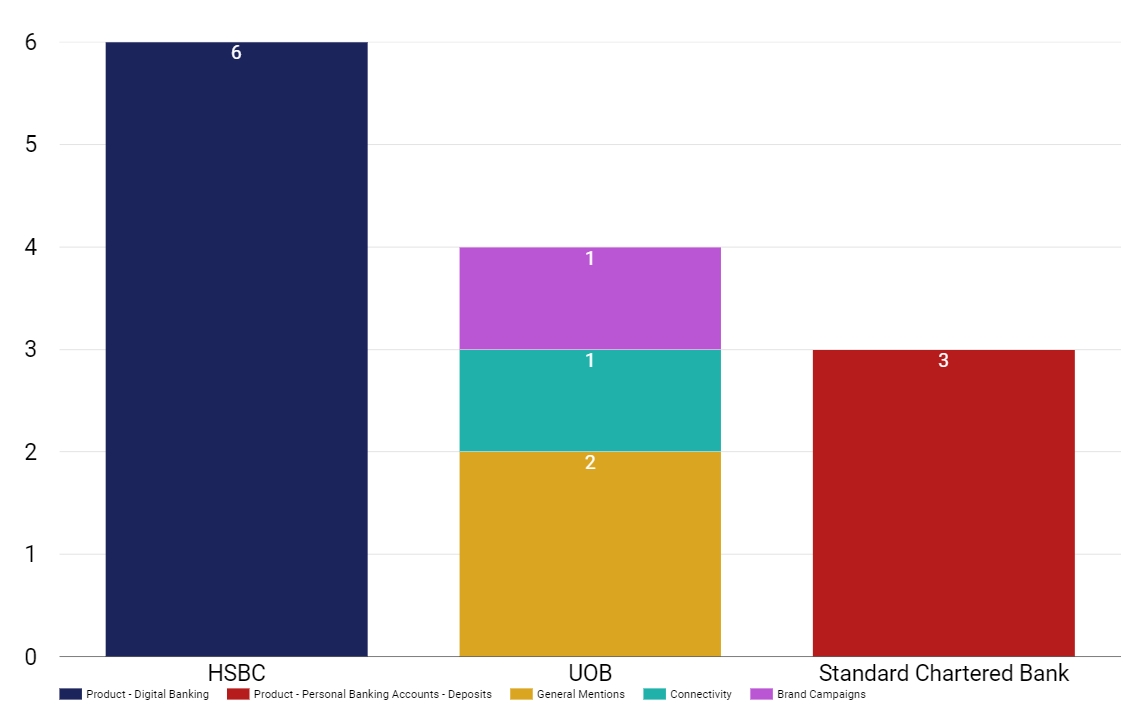 6
6
5
4
1
3
1
3
2
2
1
0
HSBC
UOB
Standard Chartered Bank
Product - Digital Banking
Product - Personal Banking Accounts - Deposits
General Mentions
Connectivity
Brand Campaigns